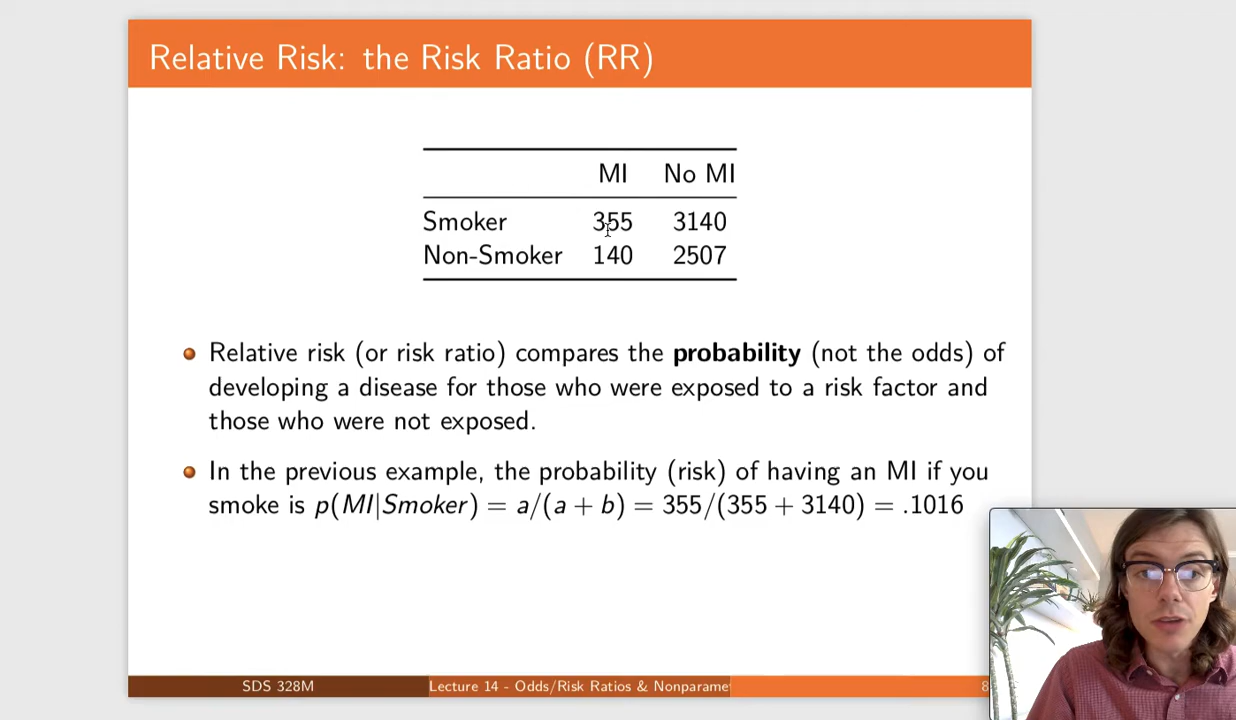 Relative Risk: the Risk Ratio (RR)
MI No MI
Smoker 355 3140
Non-Smoker 140 2507
Relative risk (or risk ratio) compares the probability (not the odds) of
developing a disease for those who were exposed to a risk factor and
those who were not exposed.
In the previous example, the probability (risk) of having an MI if you
smoke is p(MI|Smoker) = a/(a + b) = 355/(355 + 3140) = .1016
SDS 328M Lecture 14 - Odds/Risk Ratios & Nonparame 8